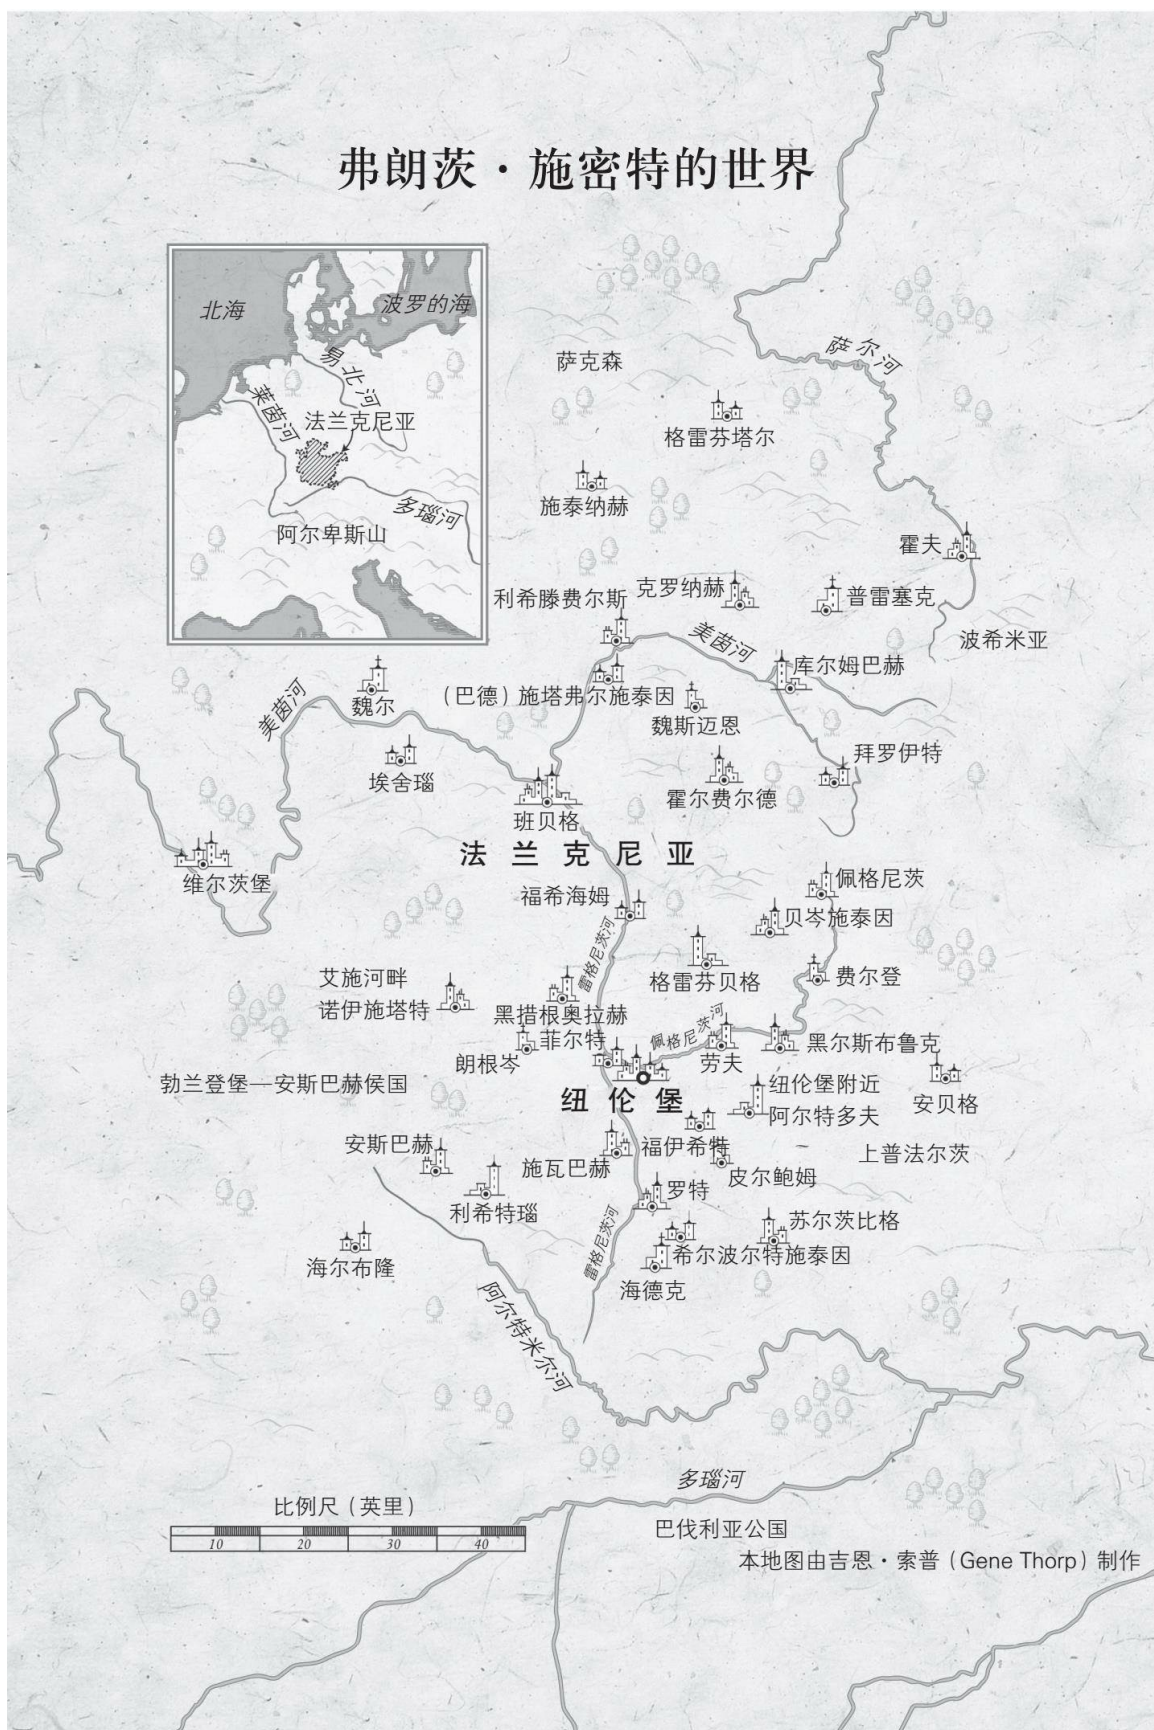 弗朗茨·施密特的世界
北海
波罗的海
易北河
莱茵河
法兰克尼亚
多瑙河
阿尔卑斯山
萨尔河
萨克森
格雷芬塔尔
施泰纳赫
霍夫
利希滕费尔斯
克罗纳赫
普雷塞克
美茵河
波希米亚
库尔姆巴赫
魏尔
（巴德）施塔弗尔施泰因
美茵河
魏斯迈恩
拜罗伊特
埃舍瑙
霍尔费尔德
班贝格
法兰克尼亚
维尔茨堡
佩格尼茨
福希海姆
贝岑施泰因
雷格尼茨河
艾施河畔
诺伊施塔特
格雷芬贝格
费尔登
黑措根奥拉赫
佩格尼茨河
菲尔特
朗根岑
劳夫
黑尔斯布鲁克
勃兰登堡—安斯巴赫侯国
纽伦堡
纽伦堡附近
阿尔特多夫
安贝格
安斯巴赫
施瓦巴赫
福伊希特
上普法尔茨
皮尔鲍姆
利希特瑙
罗特
苏尔茨比格
雷格尼茨河
希尔波尔特施泰因
海尔布隆
海德克
阿尔特米尔河
多瑙河
比例尺（英里）
10 20 30 40
巴伐利亚公国
本地图由吉恩·索普（Gene Thorp）制作